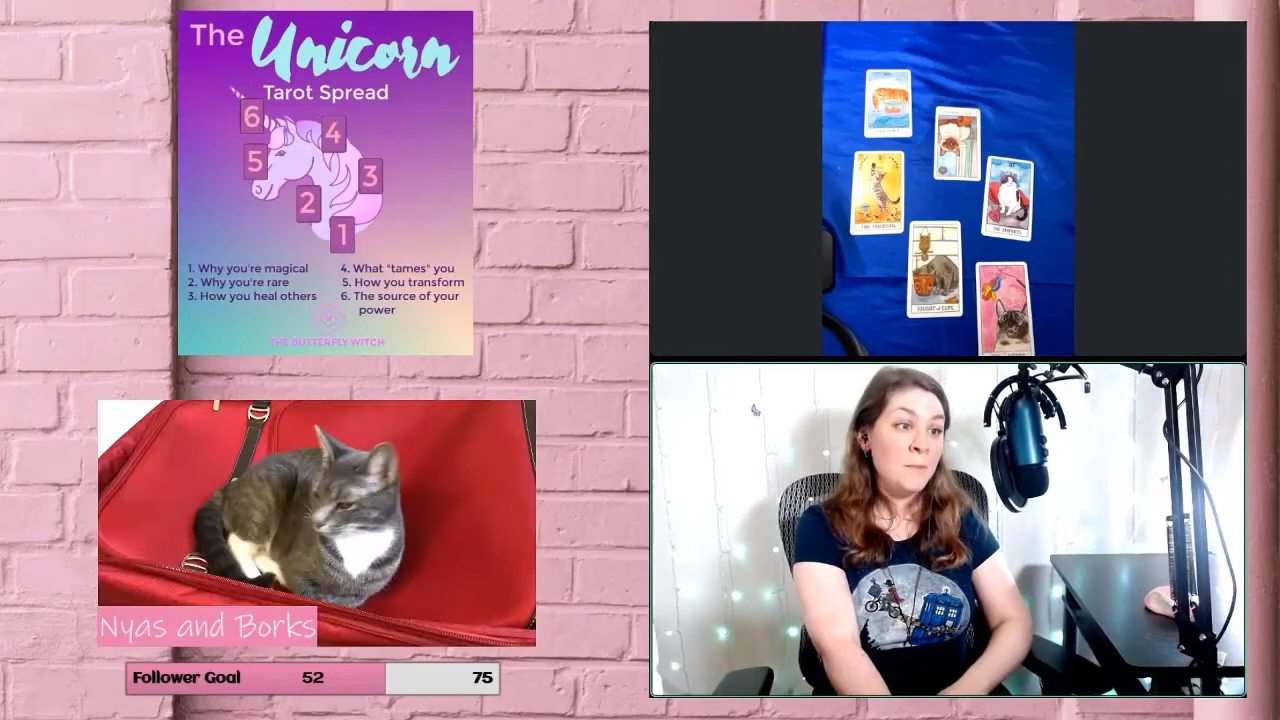 The Unicorn
Tarot Spread
6
4
5
3
2
1
1. Why you're magical
2. Why you're rare
3. How you heal others
4. What "tames" you
5. How you transform
6. The source of your
power
THE BUTTERFLY WITCH
THE MAGICIAN
THE EMPRESS
KNIGHT of CUPS
Nyas and Borks
Follower Goal 52 75